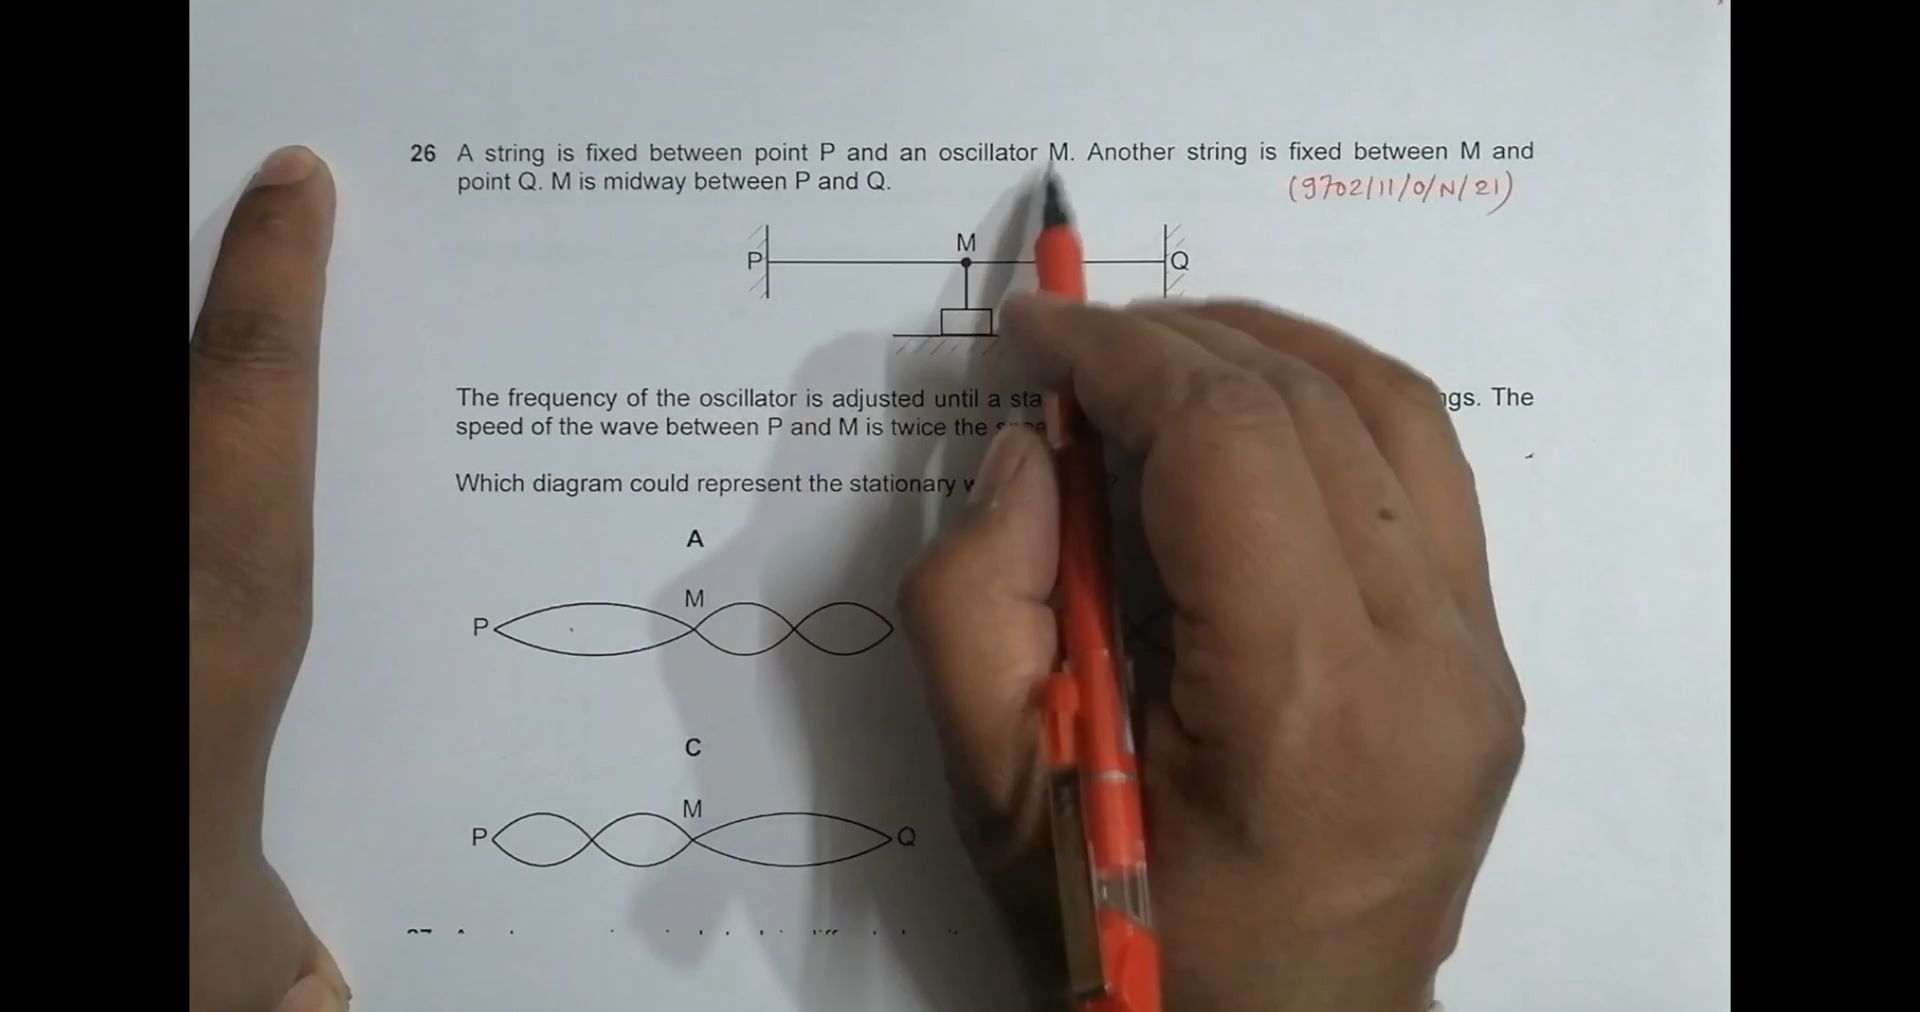 26 A string is fixed between point P and an oscillator M. Another string is fixed between M and
point Q. M is midway between P and Q.
(9702/11/O/N/21)
M
P
Q
The frequency of the oscillator is adjusted until a
The
speed of the wave between P and M is twice the
Which diagram could represent the stationary
A
M
P
C
M
P
Q